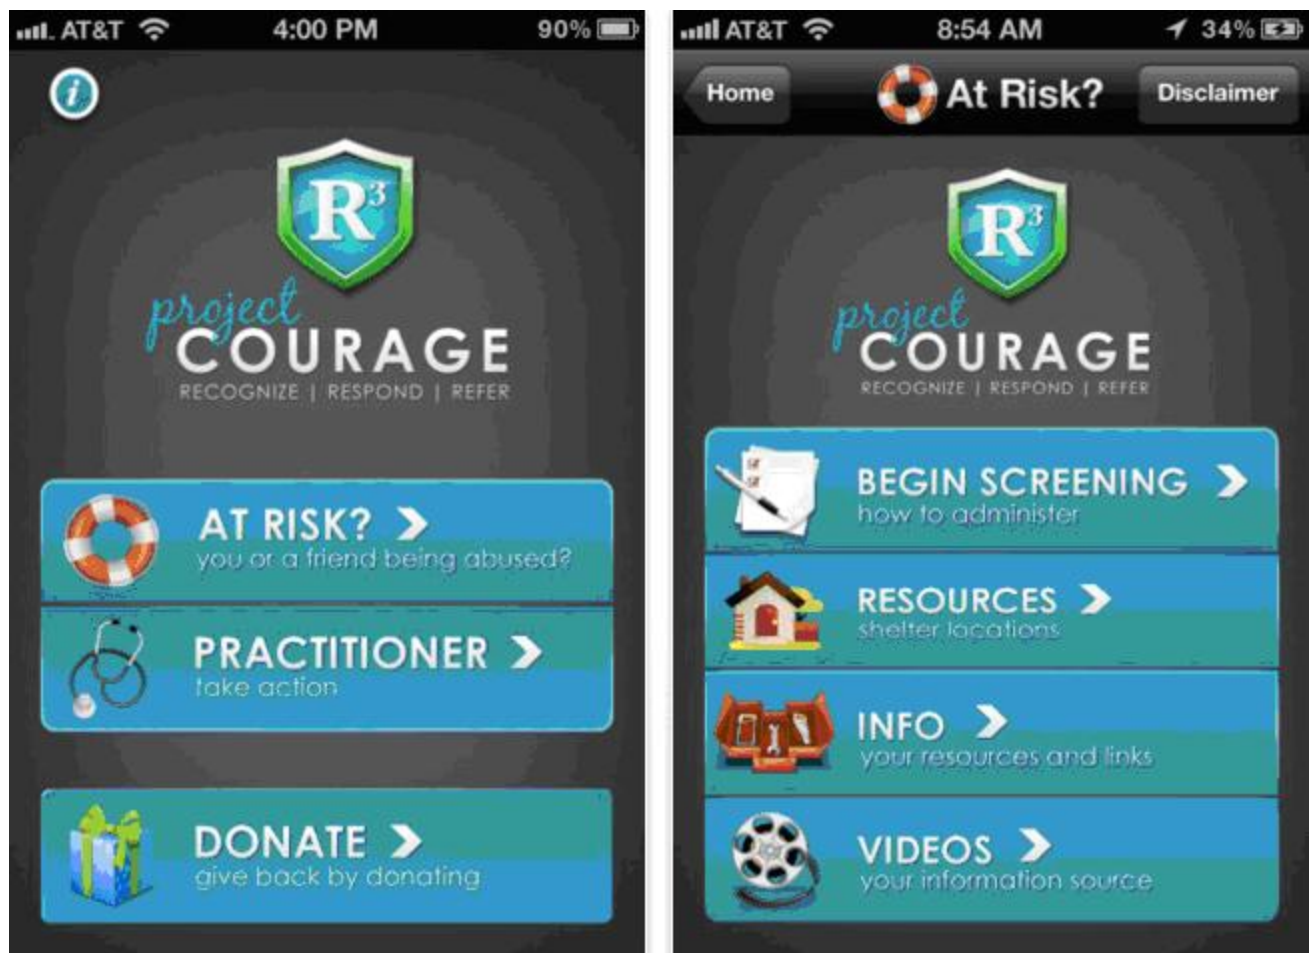 AT&T 4:00 PM 90%
i
R3
project
COURAGE
RECOGNIZE | RESPOND | REFER
AT RISK?
you or a friend being abused?
PRACTITIONER
take action
DONATE
give back by donating
AT&T 8:54 AM 34%
Home At Risk? Disclaimer
R3
project
COURAGE
RECOGNIZE | RESPOND | REFER
BEGIN SCREENING
how to administer
RESOURCES
shelter locations
INFO
your resources and links
VIDEOS
your information source